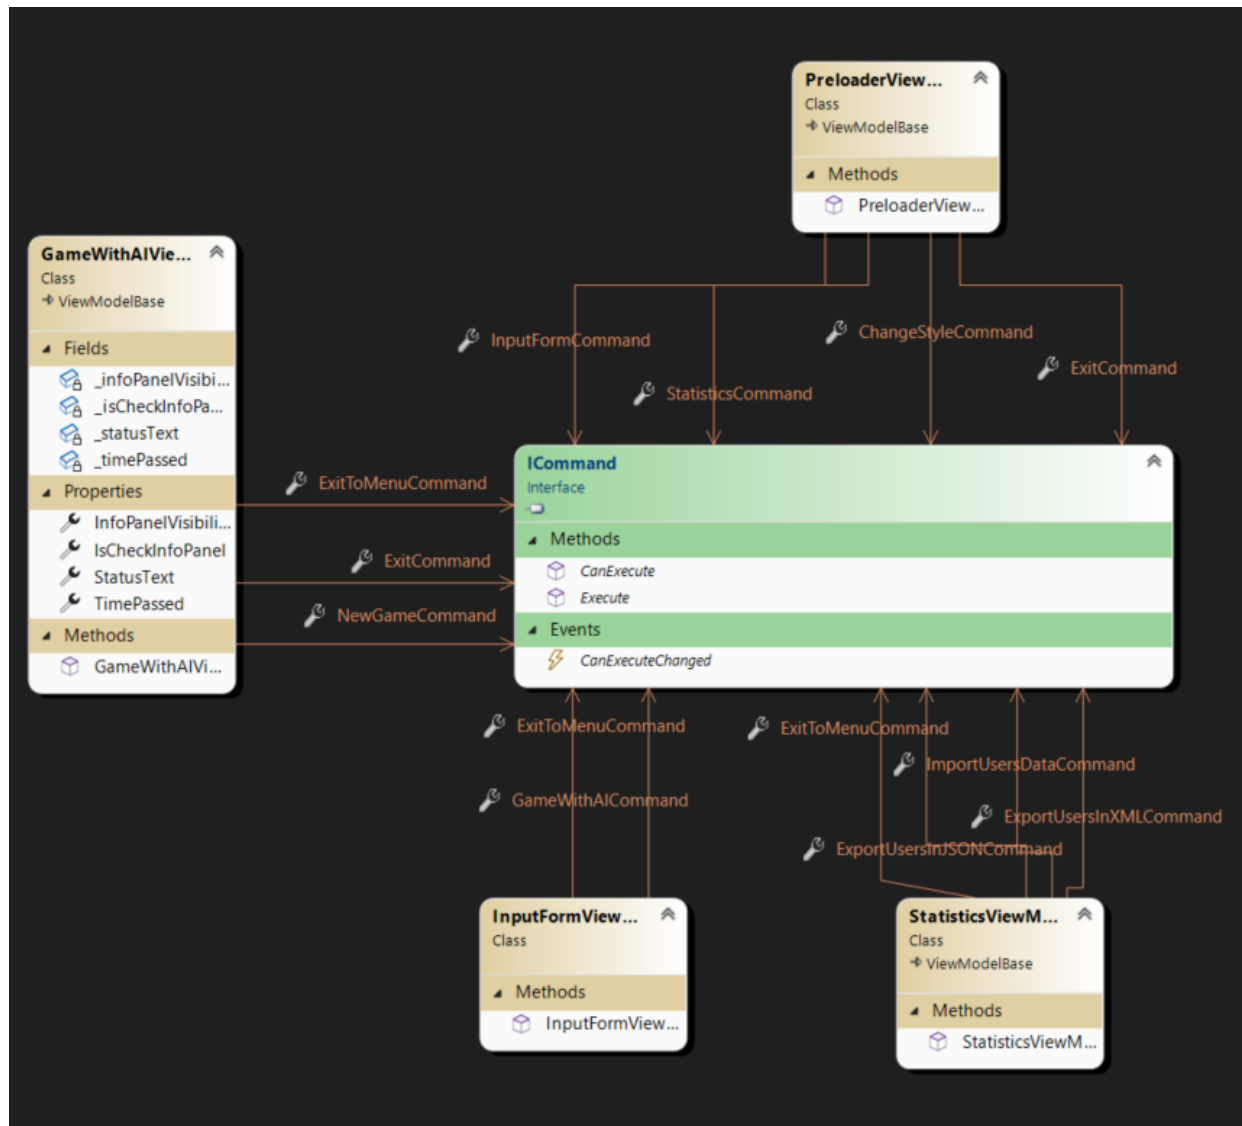 PreloaderView...
Class
ViewModelBase
Methods
PreloaderView...
GameWithAIVie...
Class
ViewModelBase
Fields
_infoPanelVisibi...
_isCheckInfoPa...
_statusText
_timePassed
Properties
InfoPanelVisibili...
IsCheckInfoPanel
StatusText
TimePassed
Methods
GameWithAIVi...
InputFormCommand
ChangeStyleCommand
StatisticsCommand
ExitCommand
ExitToMenuCommand
ExitCommand
NewGameCommand
ICommand
Interface
Methods
CanExecute
Execute
Events
CanExecuteChanged
ExitToMenuCommand
GameWithAICommand
ExitToMenuCommand
ImportUsersDataCommand
ExportUsersInXMLCommand
ExportUsersInJSONCommand
InputFormView...
Class
Methods
InputFormView...
StatisticsViewM...
Class
ViewModelBase
Methods
StatisticsViewM...